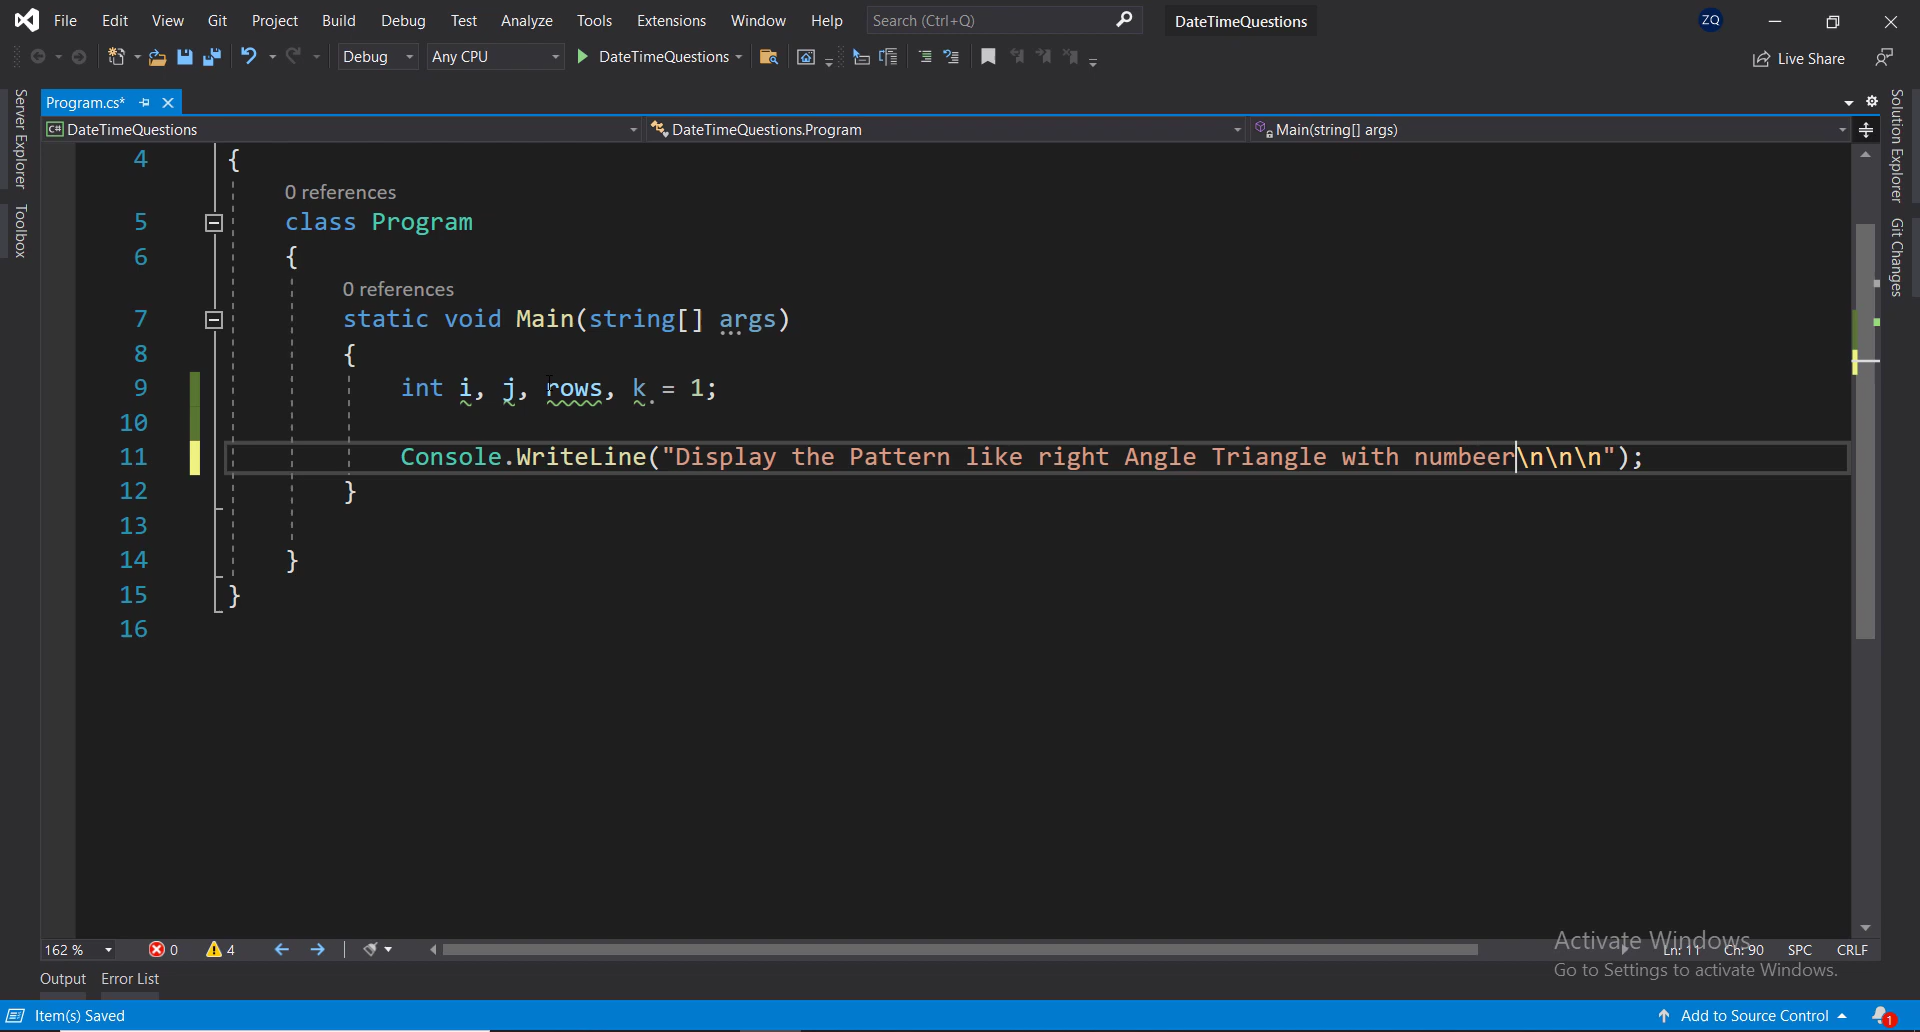 File Edit View Git Project Build Debug Test Analyze Tools Extensions Window Help Search (Ctrl+Q) DateTimeQuestions ZQ
Debug Any CPU DateTimeQuestions Live Share
Server Explorer
Toolbox
Program.cs*
C# DateTimeQuestions DateTimeQuestions.Program Main(string[] args)
4 {
0 references
5 class Program
6 {
0 references
7 static void Main(string[] args)
8 {
9 int i, j, rows, k = 1;
10
11 Console.WriteLine("Display the Pattern like right Angle Triangle with numbeer\n\n\n");
12 }
13
14 }
15 }
16
Solution Explorer
Git Changes
Activate Windows
Go to Settings to activate Windows.
162 % 0 4 Ln: 11 Ch: 90 SPC CRLF
Output Error List
Item(s) Saved Add to Source Control 1